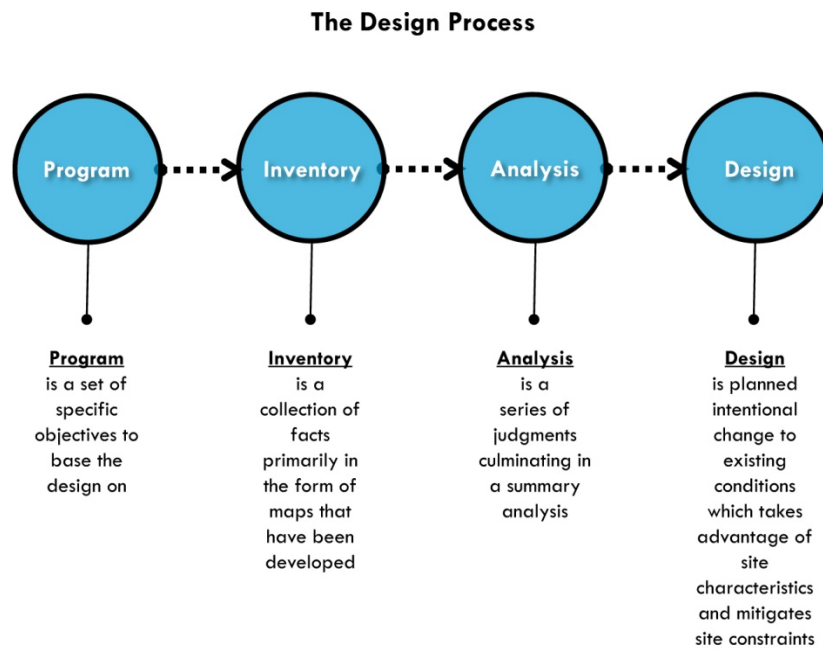 The Design Process
Program
Inventory
Analysis
Design
Program
is a set of
specific
objectives to
base the
design on
Inventory
is a
collection of
facts
primarily in
the form of
maps that
have been
developed
Analysis
is a
series of
judgments
culminating in
a summary
analysis
Design
is planned
intentional
change to
existing
conditions
which takes
advantage of
site
characteristics
and mitigates
site constraints